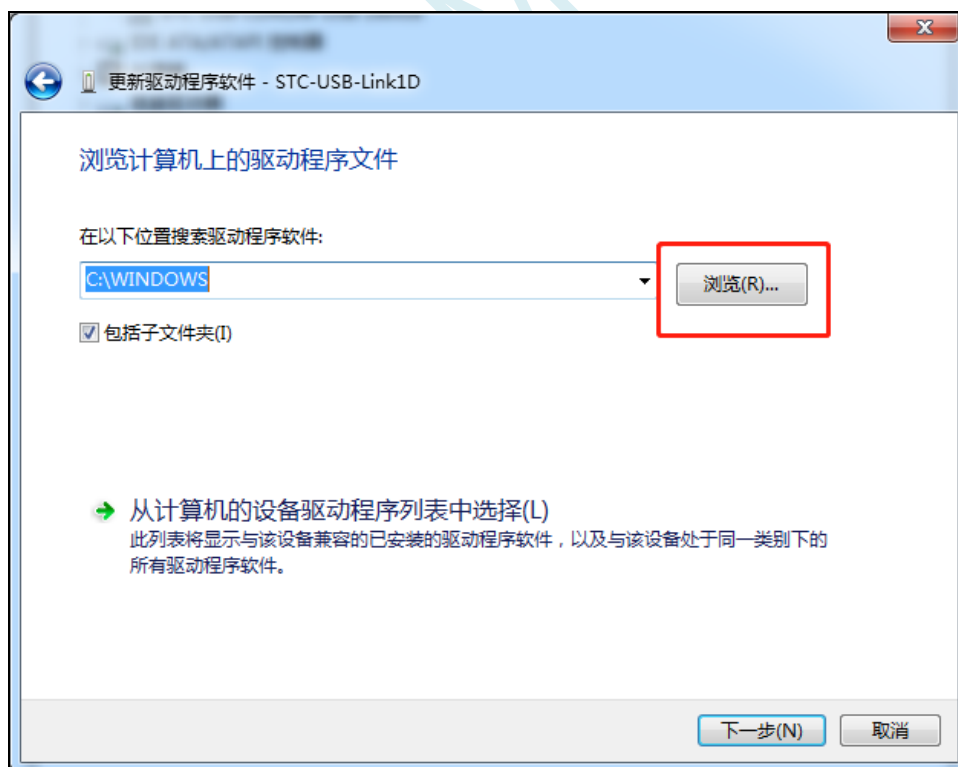 更新驱动程序软件 - STC-USB-Link1D
浏览计算机上的驱动程序文件
在以下位置搜索驱动程序软件:
C:\WINDOWS
浏览(R)...
包括子文件夹(I)
从计算机的设备驱动程序列表中选择(L)
此列表将显示与该设备兼容的已安装的驱动程序软件，以及与该设备处于同一类别下的
所有驱动程序软件。
下一步(N)
取消